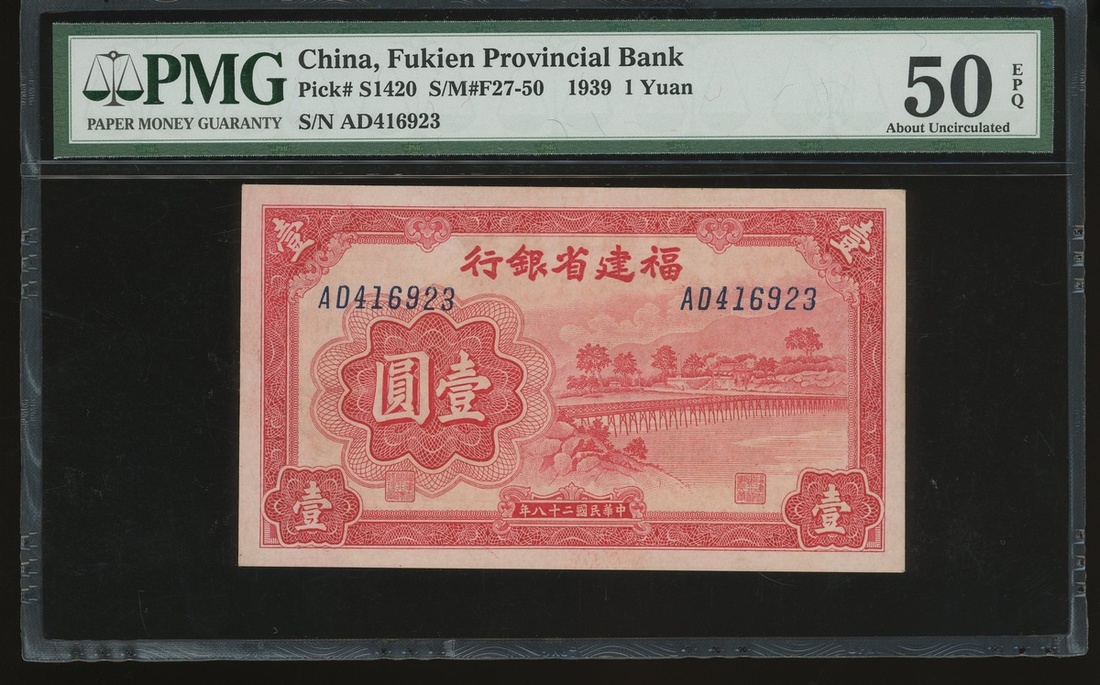 PMG
PAPER MONEY GUARANTY
China, Fukien Provincial Bank
Pick# S1420 S/M#F27-50 1939 1 Yuan
S/N AD416923
50
EPQ
About Uncirculated
壹
壹
福建省銀行
AD416923
AD416923
壹圓
壹
壹
中華民國二十八年